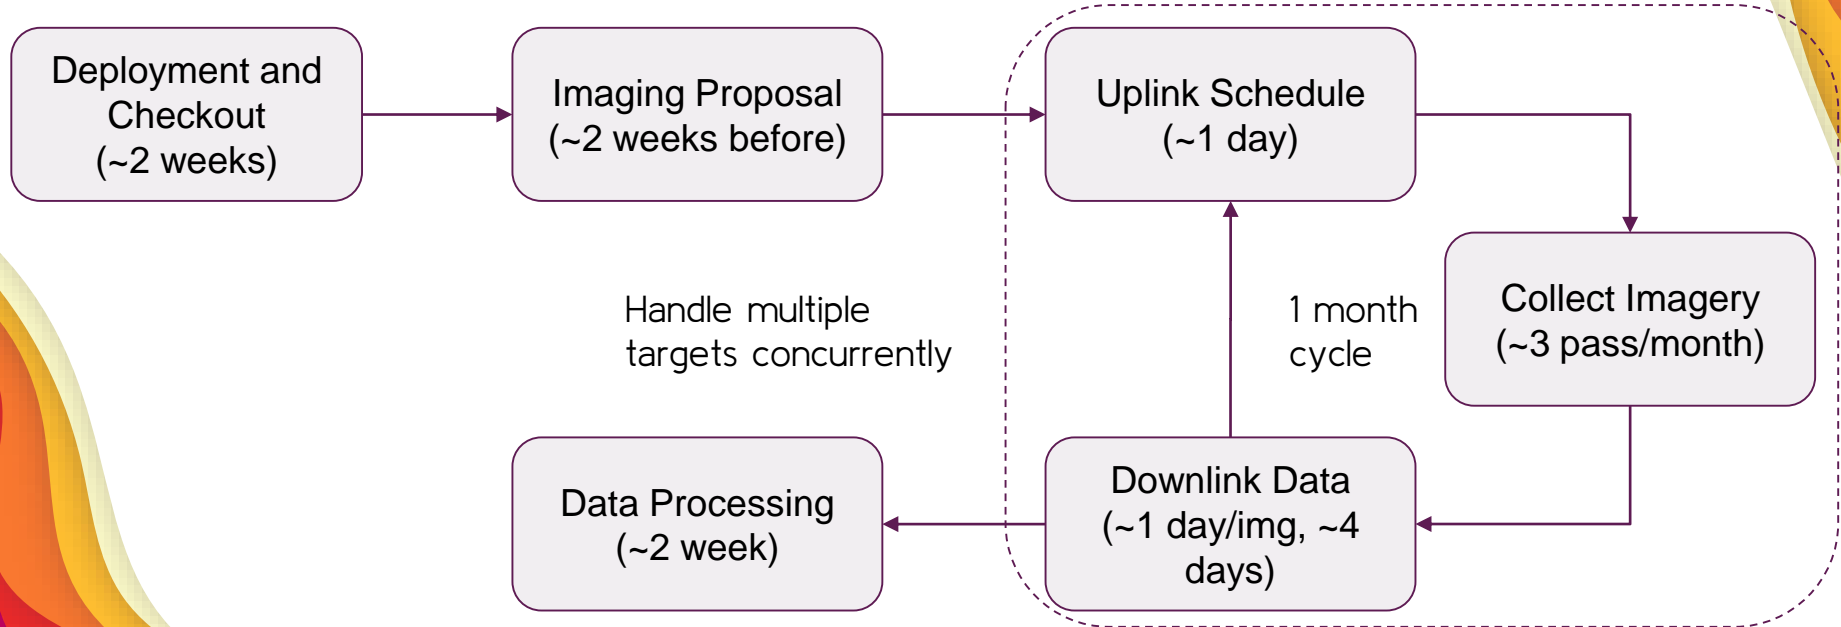 Deployment and
Checkout
(~2 weeks)
Imaging Proposal
(~2 weeks before)
Uplink Schedule
(~1 day)
Handle multiple
targets concurrently
1 month
cycle
Collect Imagery
(~3 pass/month)
Data Processing
(~2 week)
Downlink Data
(~1 day/img, ~4
days)